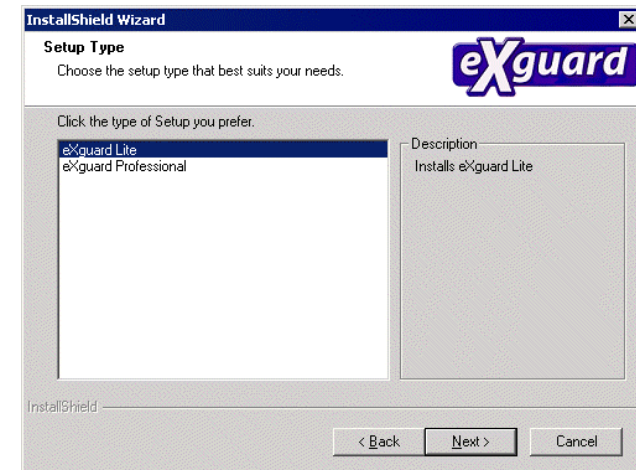 InstallShield Wizard
Setup Type
Choose the setup type that best suits your needs.
eXguard
Click the type of Setup you prefer.
eXguard Lite
eXguard Professional
Description
Installs eXguard Lite
InstallShield
< Back
Next >
Cancel